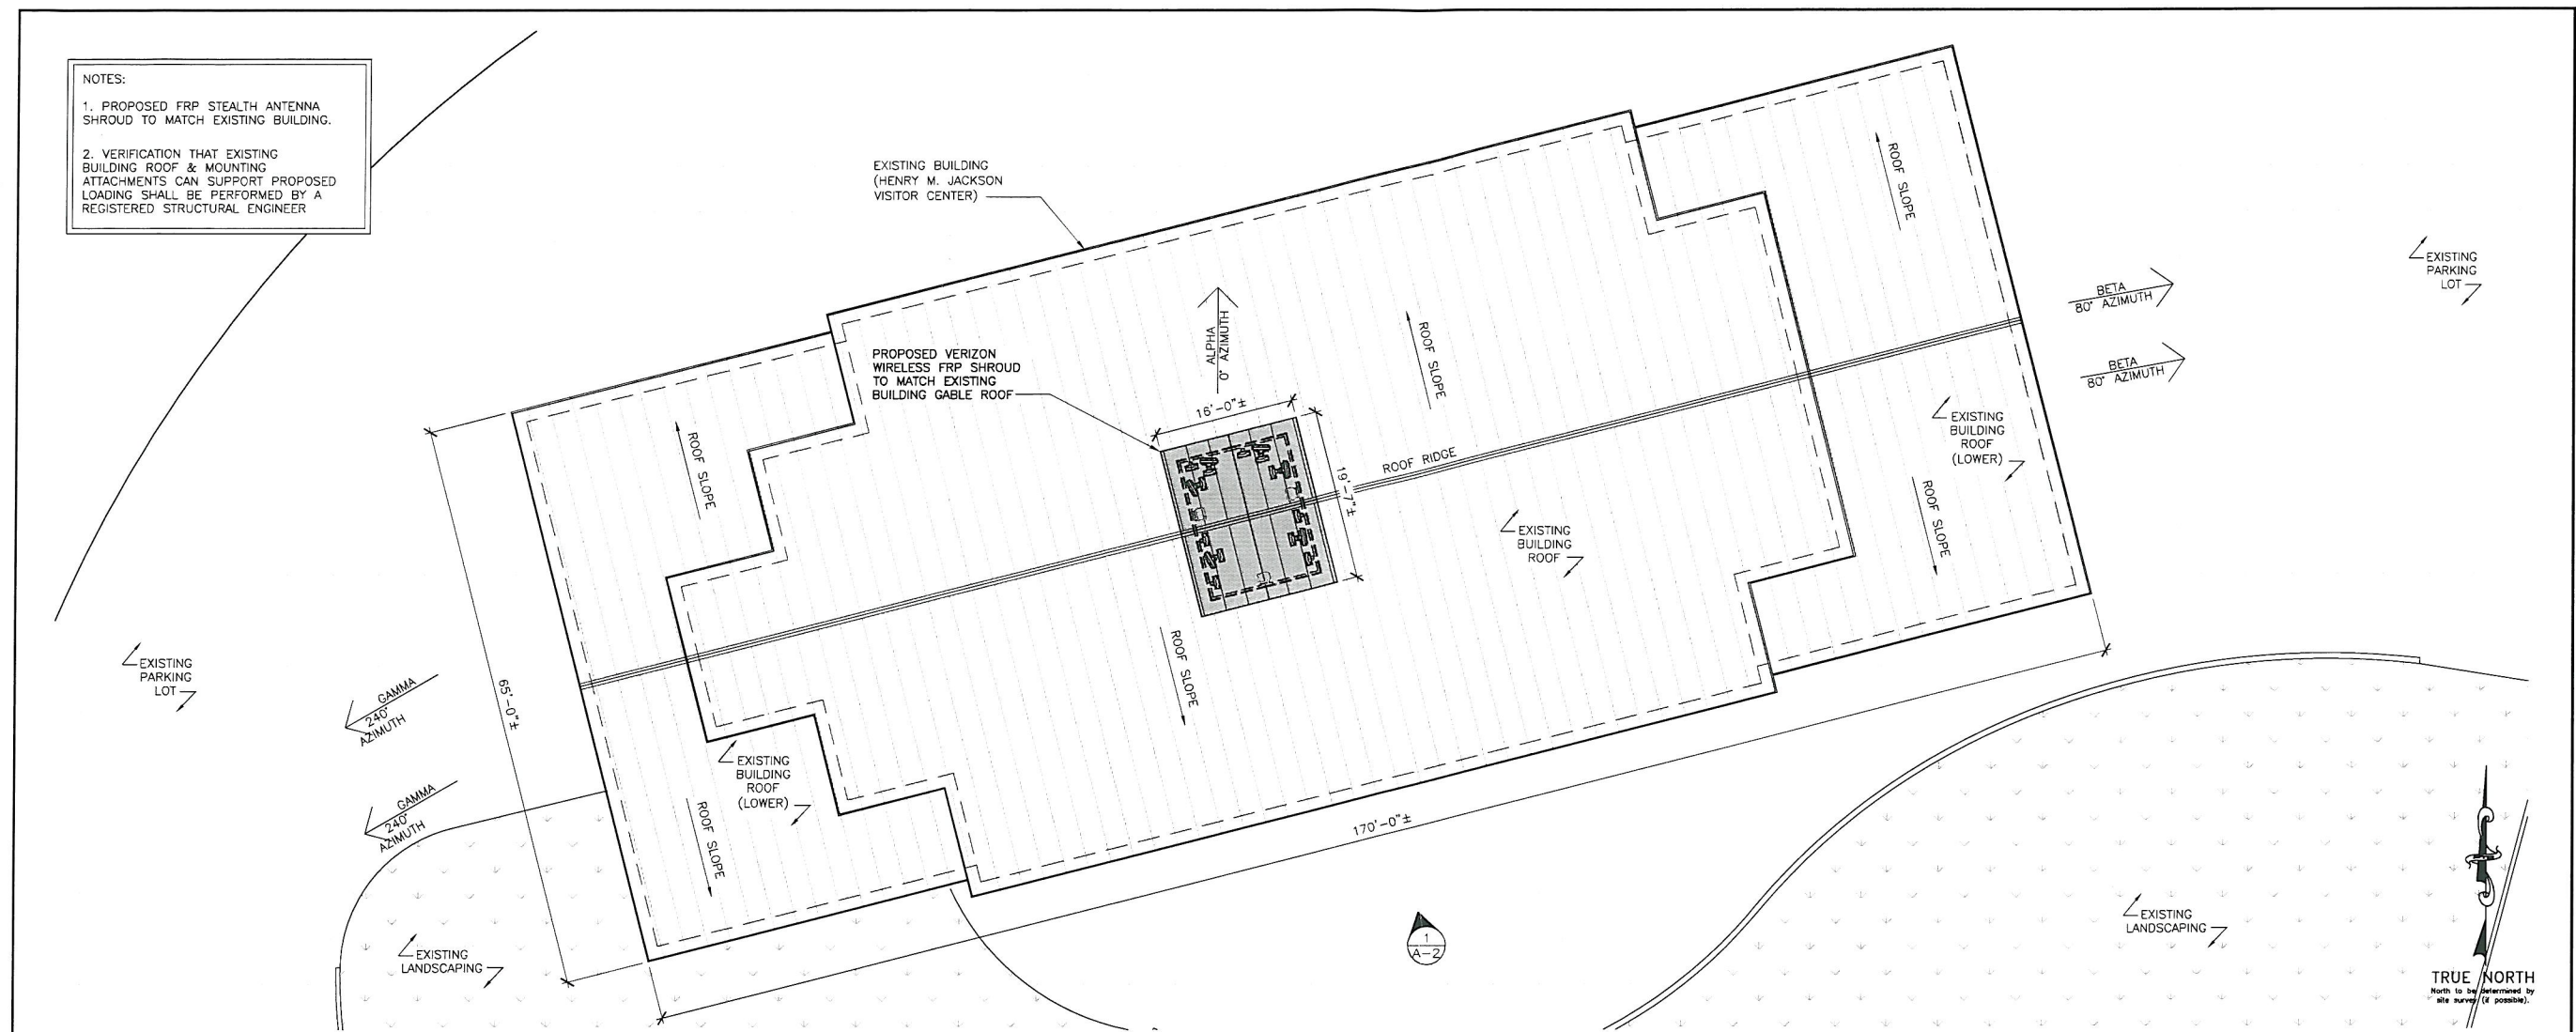 NOTES:
1. PROPOSED FRP STEALTH ANTENNA
SHROUD TO MATCH EXISTING BUILDING.
2. VERIFICATION THAT EXISTING
BUILDING ROOF & MOUNTING
ATTACHMENTS CAN SUPPORT PROPOSED
LOADING SHALL BE PERFORMED BY A
REGISTERED STRUCTURAL ENGINEER
EXISTING BUILDING
(HENRY M. JACKSON
VISITOR CENTER)
ROOF SLOPE
EXISTING
PARKING
LOT
BETA
80° AZIMUTH
BETA
80° AZIMUTH
ALPHA
0° AZIMUTH
ROOF SLOPE
PROPOSED VERIZON
WIRELESS FRP SHROUD
TO MATCH EXISTING
BUILDING GABLE ROOF
16'-0"±
19'-7"±
ROOF RIDGE
ROOF SLOPE
EXISTING
BUILDING
ROOF
(LOWER)
ROOF SLOPE
EXISTING
BUILDING
ROOF
EXISTING
PARKING
LOT
65'-0"±
ROOF SLOPE
GAMMA
240°
AZIMUTH
GAMMA
240°
AZIMUTH
EXISTING
BUILDING
ROOF
(LOWER)
ROOF SLOPE
170'-0"±
EXISTING
LANDSCAPING
1
A-2
EXISTING
LANDSCAPING
TRUE NORTH
North to be determined by
site survey (if possible).